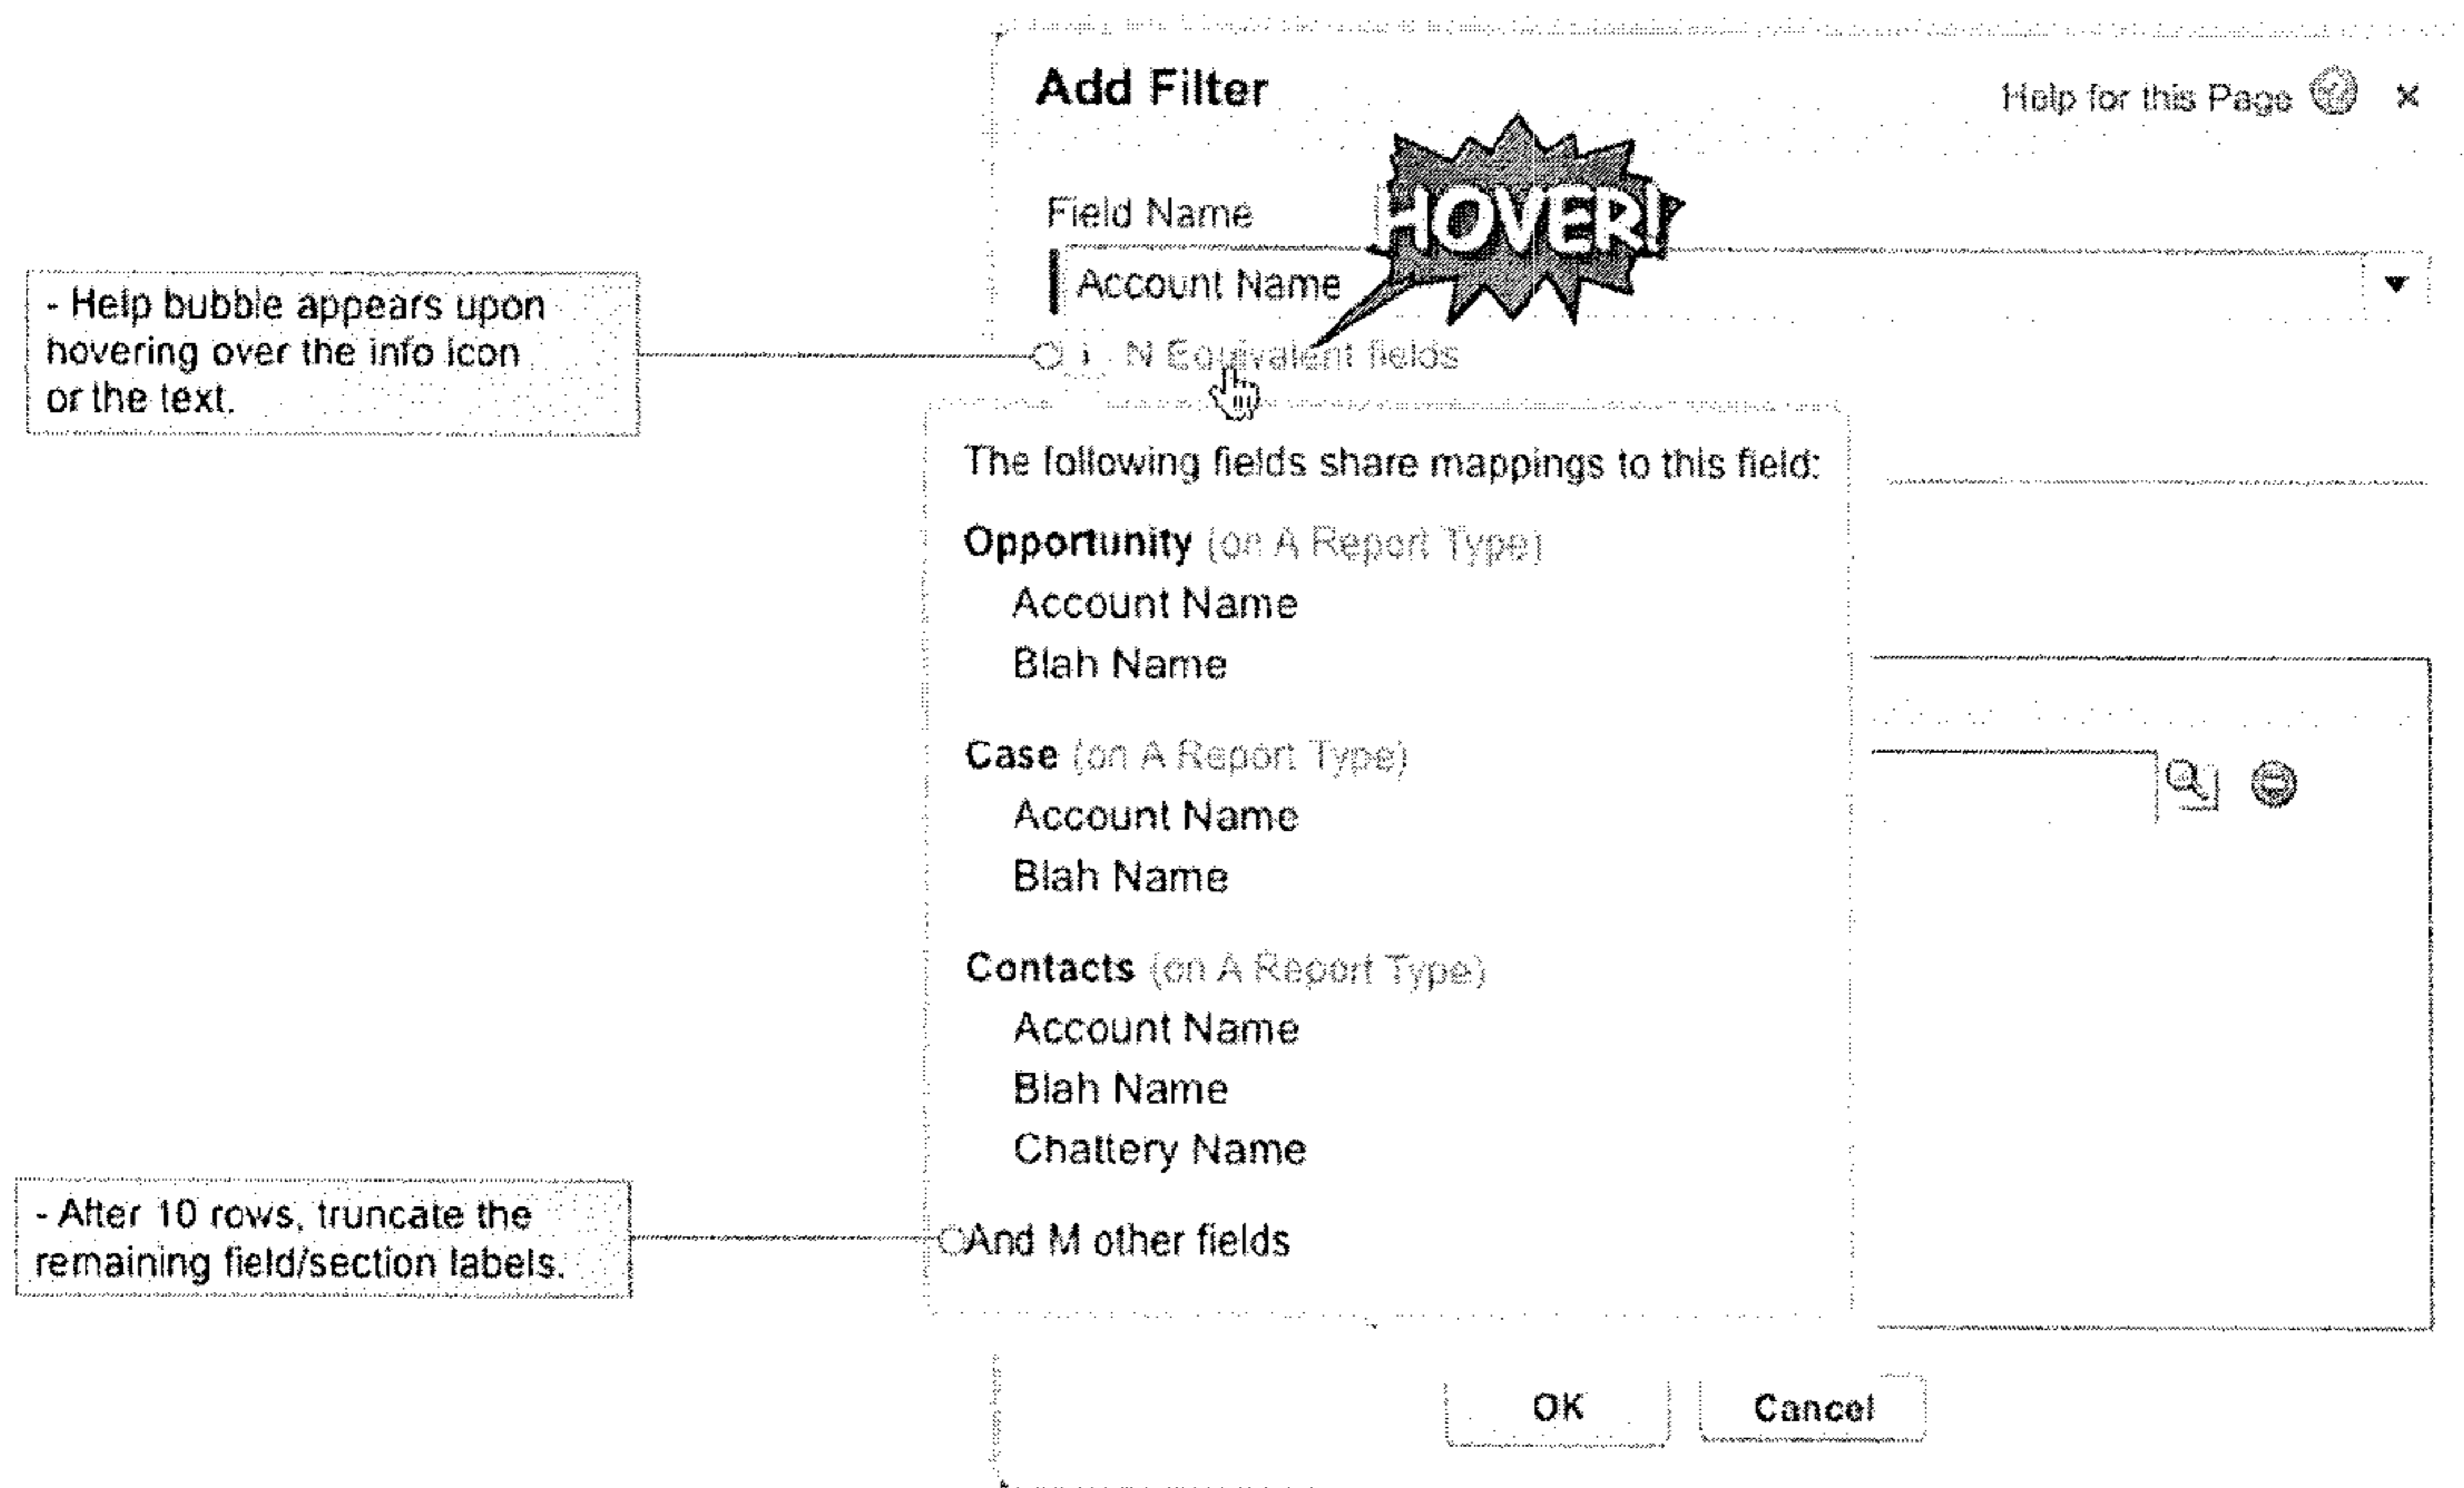 Add Filter
Help for this Page
Field Name
HOVER!
Account Name
- Help bubble appears upon
hovering over the info icon
or the text.
i N Equivalent fields
The following fields share mappings to this field:
Opportunity (on A Report Type)
Account Name
Blah Name
Case (on A Report Type)
Account Name
Blah Name
Contacts (on A Report Type)
Account Name
Blah Name
Chattery Name
- After 10 rows, truncate the
remaining field/section labels.
And M other fields
OK
Cancel